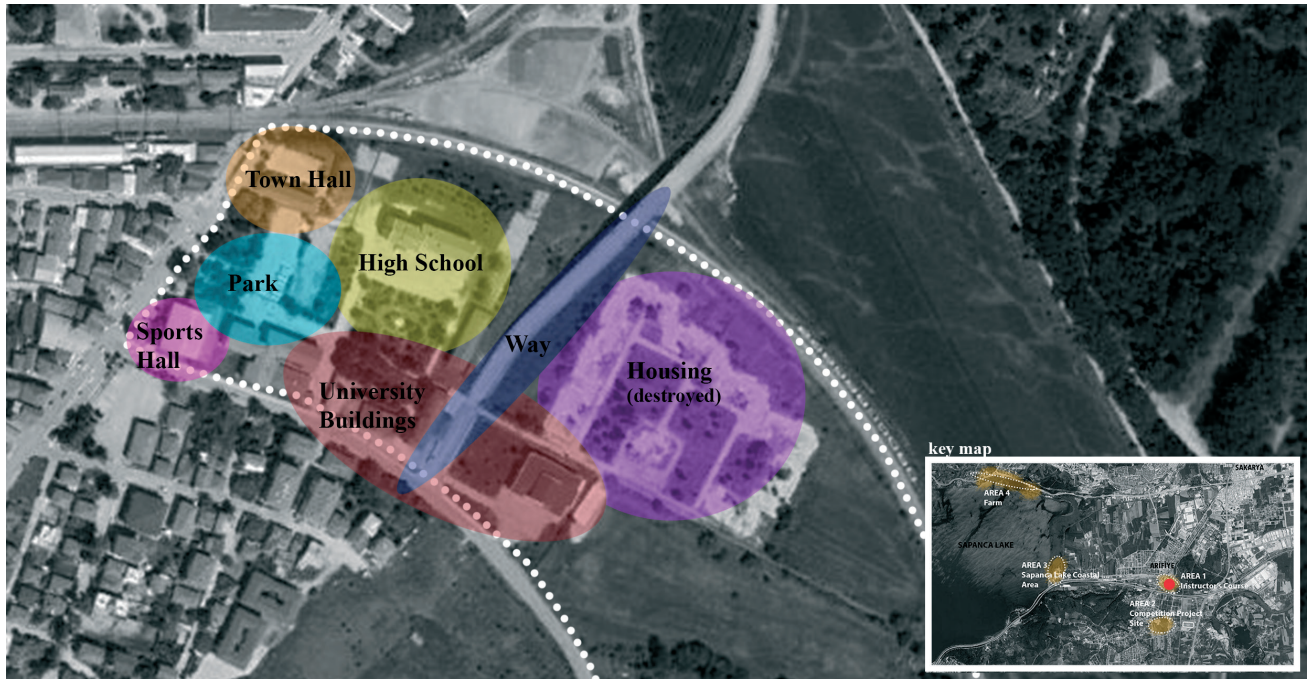 Town Hall
High School
Park
Sports
Hall
Way
University
Buildings
Housing
(destroyed)
key map
SAKARYA
AREA 4
Farm
SAPANCA LAKE
ARIFIYE
AREA 3
Sapanca Lake Coastal
Area
AREA 1
Instructor's Course
AREA 2
Competition Project
Site